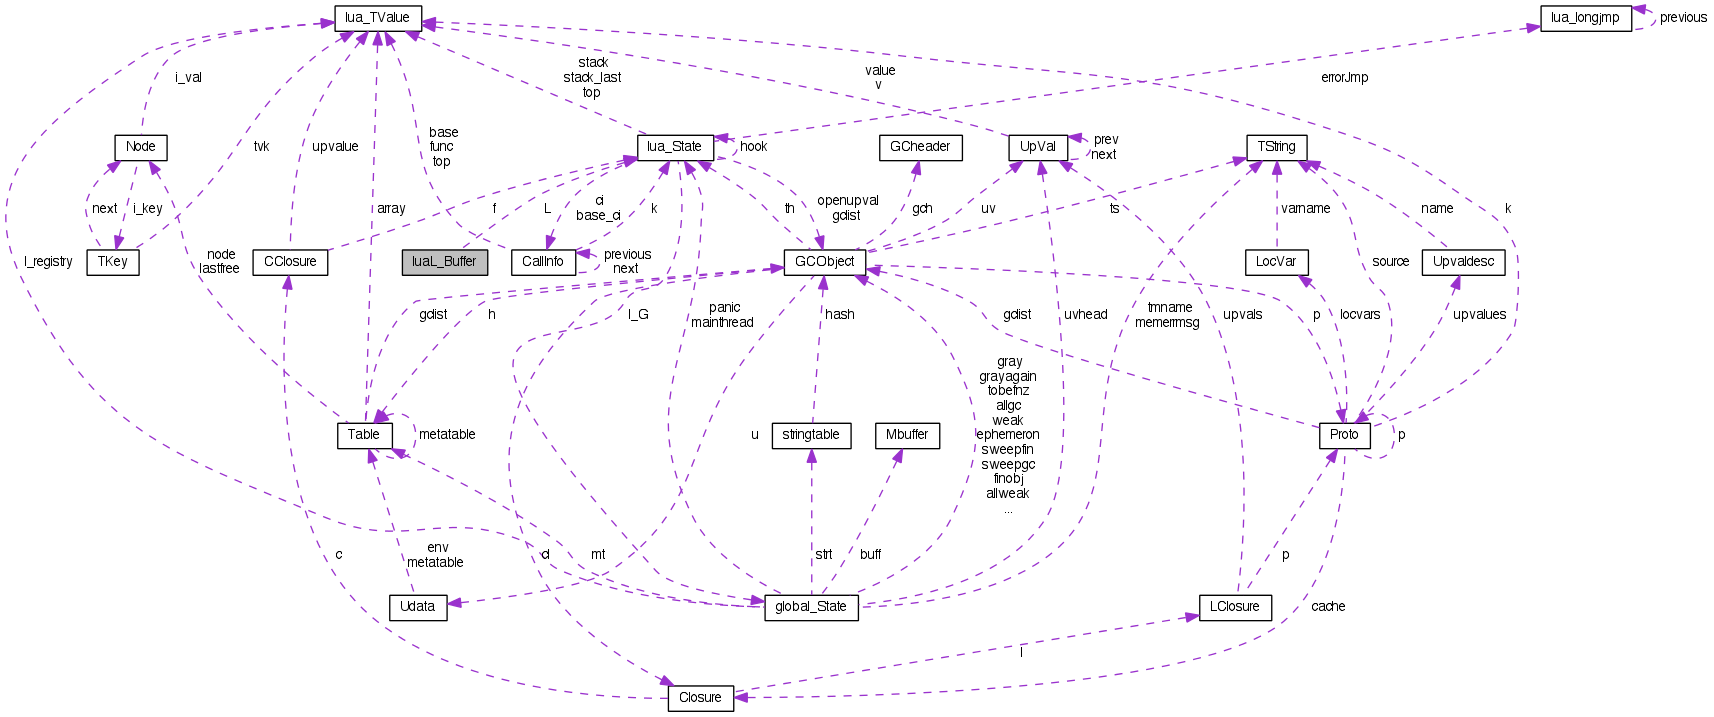 lua_TValue
lua_longjmp
previous
i_val
stack
stack_last
top
value
v
errorJmp
Node
tvk
upvalue
base
func
top
lua_State
hook
GCheader
UpVal
prev
next
TString
next
i_key
array
f
L
ci
base_ci
k
th
openupval
gclist
gch
uv
ts
varname
name
k
l_registry
TKey
node
lastfree
CClosure
luaL_Buffer
CallInfo
previous
next
GCObject
source
LocVar
Upvaldesc
gclist
h
l_G
panic
mainthread
hash
gclist
uvhead
tmname
memerrmsg
upvals
p
locvars
upvalues
gray
grayagain
tobefnz
allgc
weak
ephemeron
sweepfin
sweepgc
finobj
allweak
...
Table
metatable
u
stringtable
Mbuffer
Proto
p
c
env
metatable
cl
mt
strt
buff
p
Udata
global_State
LClosure
cache
l
Closure